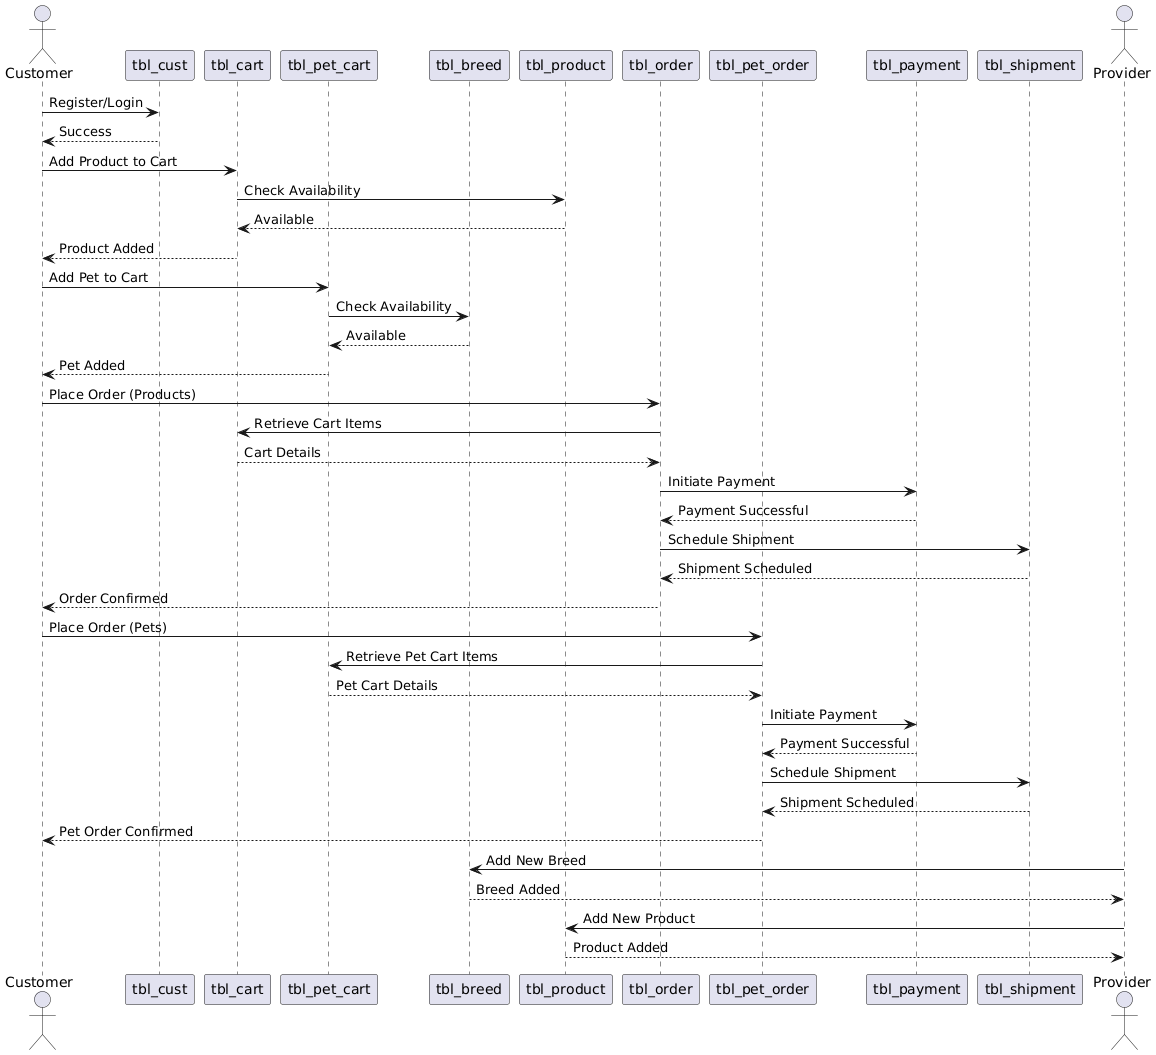 Customer
tbl_cust
tbl_cart
tbl_pet_cart
tbl_breed
tbl_product
tbl_order
tbl_pet_order
tbl_payment
tbl_shipment
Provider
Register/Login
Success
Add Product to Cart
Check Availability
Available
Product Added
Add Pet to Cart
Check Availability
Available
Pet Added
Place Order (Products)
Retrieve Cart Items
Cart Details
Initiate Payment
Payment Successful
Schedule Shipment
Shipment Scheduled
Order Confirmed
Place Order (Pets)
Retrieve Pet Cart Items
Pet Cart Details
Initiate Payment
Payment Successful
Schedule Shipment
Shipment Scheduled
Pet Order Confirmed
Add New Breed
Breed Added
Add New Product
Product Added
Customer
tbl_cust
tbl_cart
tbl_pet_cart
tbl_breed
tbl_product
tbl_order
tbl_pet_order
tbl_payment
tbl_shipment
Provider